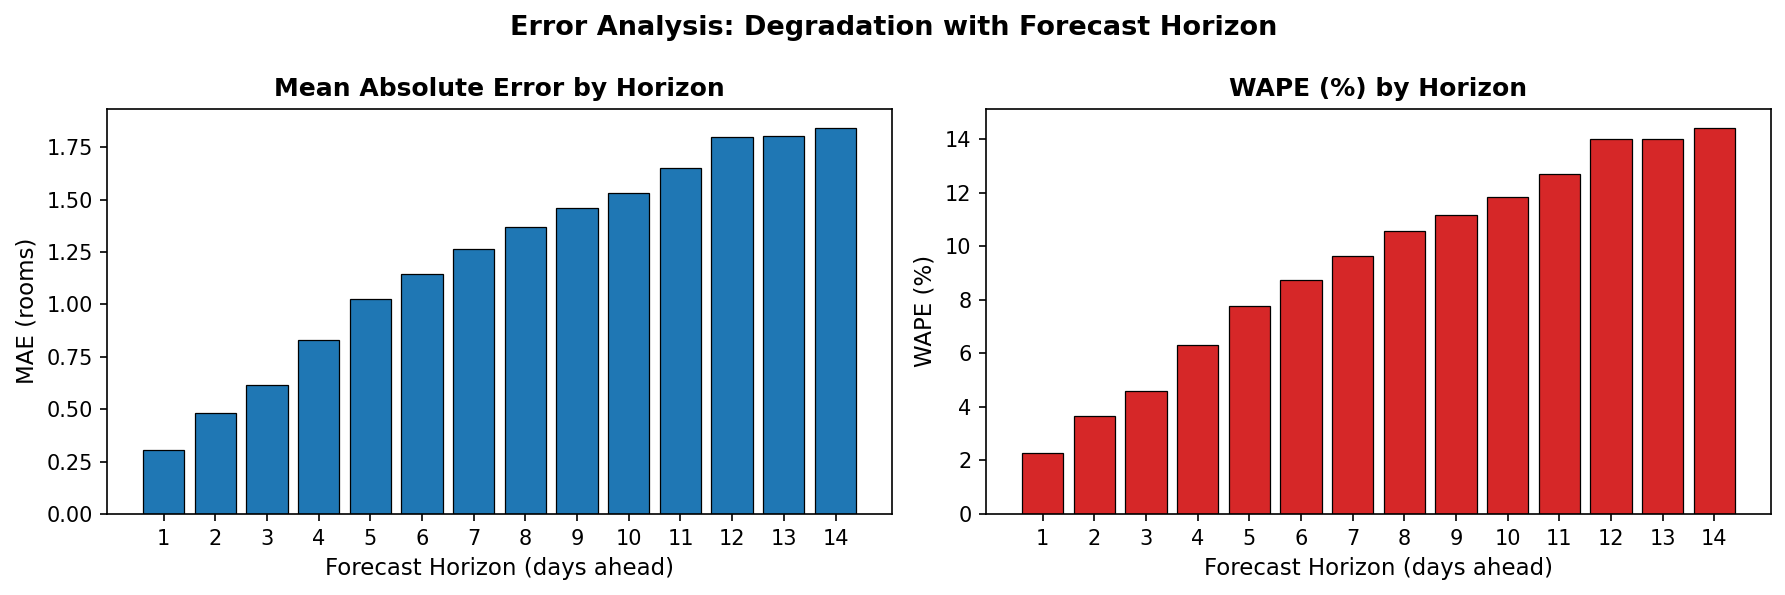 Error Analysis: Degradation with Forecast Horizon
Mean Absolute Error by Horizon
MAE (rooms)
1.75
1.50
1.25
1.00
0.75
0.50
0.25
0.00
1 2 3 4 5 6 7 8 9 10 11 12 13 14
Forecast Horizon (days ahead)
WAPE (%) by Horizon
WAPE (%)
14
12
10
8
6
4
2
0
1 2 3 4 5 6 7 8 9 10 11 12 13 14
Forecast Horizon (days ahead)